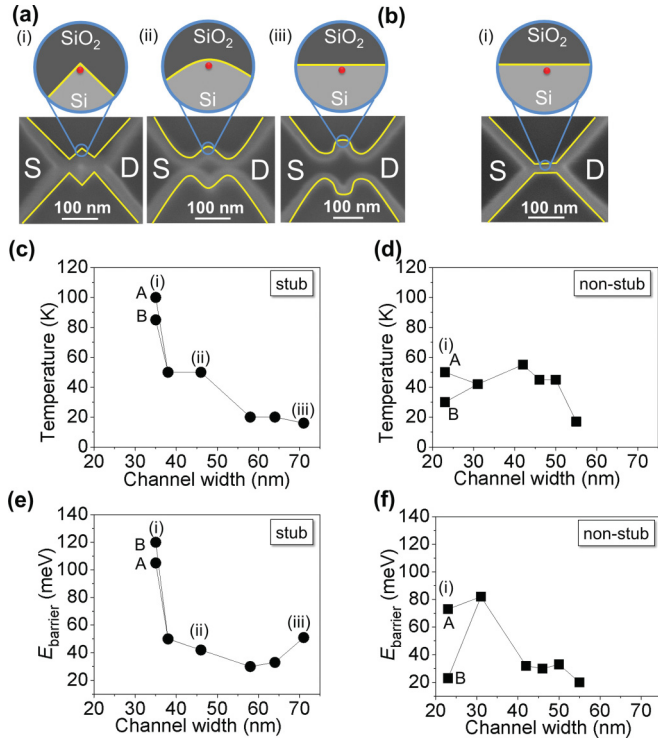 (a)
(i)
(ii)
(iii)
(b)
(i)
SiO2
SiO2
SiO2
SiO2
Si
Si
Si
Si
S
D
S
D
S
D
S
D
100 nm
100 nm
100 nm
100 nm
(c)
120
100
80
60
40
20
0
Temperature (K)
(i)
A
B
(ii)
(iii)
stub
20 30 40 50 60 70
Channel width (nm)
(d)
120
100
80
60
40
20
0
Temperature (K)
(i)
A
B
non-stub
20 30 40 50 60 70
Channel width (nm)
(e)
140
120
100
80
60
40
20
Ebarrier (meV)
(i)
B
A
(ii)
(iii)
stub
20 30 40 50 60 70
Channel width (nm)
(f)
140
120
100
80
60
40
20
Ebarrier (meV)
(i)
A
B
non-stub
20 30 40 50 60 70
Channel width (nm)